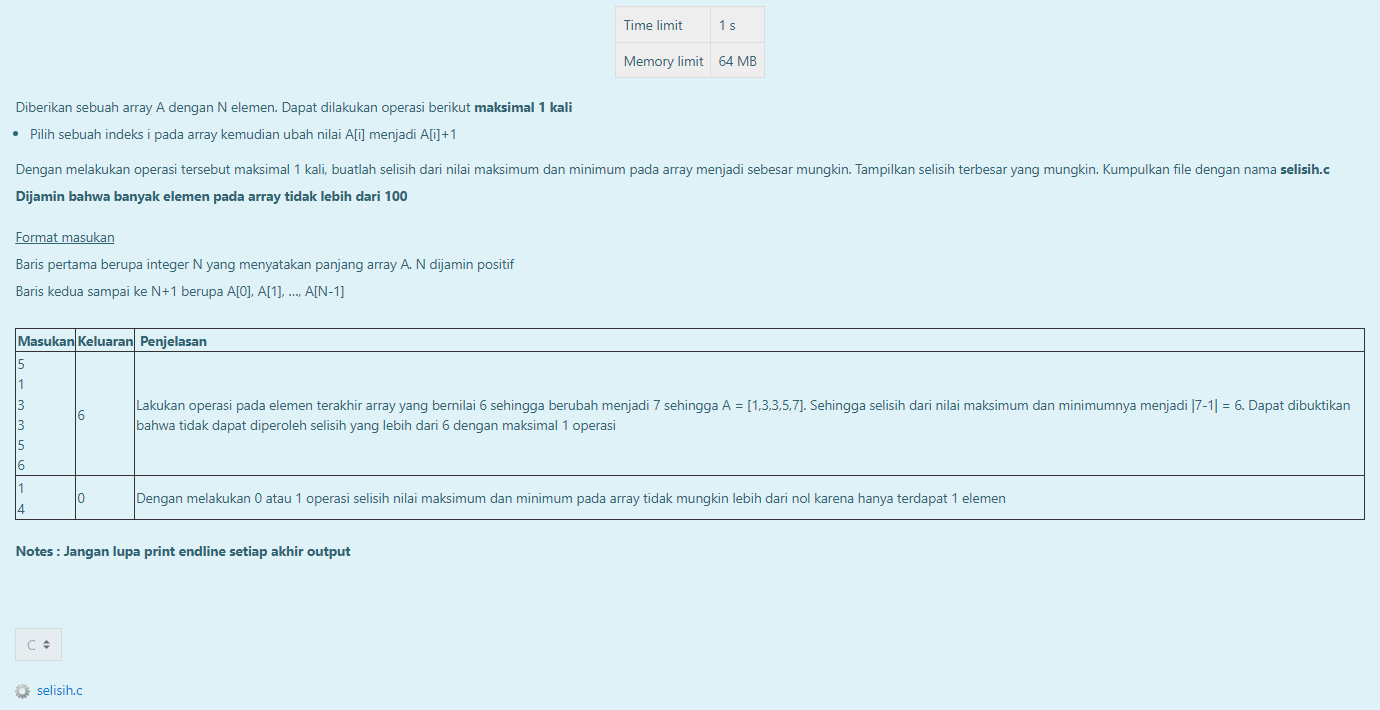 Time limit 1 s
Memory limit 64 MB
Diberikan sebuah array A dengan N elemen. Dapat dilakukan operasi berikut maksimal 1 kali
• Pilih sebuah indeks i pada array kemudian ubah nilai A[i] menjadi A[i]+1
Dengan melakukan operasi tersebut maksimal 1 kali, buatlah selisih dari nilai maksimum dan minimum pada array menjadi sebesar mungkin. Tampilkan selisih terbesar yang mungkin. Kumpulkan file dengan nama selisih.c
Dijamin bahwa banyak elemen pada array tidak lebih dari 100
Format masukan
Baris pertama berupa integer N yang menyatakan panjang array A. N dijamin positif
Baris kedua sampai ke N+1 berupa A[0], A[1], ..., A[N-1]
Masukan Keluaran Penjelasan
5
1
3
3
5
6
6
Lakukan operasi pada elemen terakhir array yang bernilai 6 sehingga berubah menjadi 7 sehingga A = [1,3,3,5,7]. Sehingga selisih dari nilai maksimum dan minimumnya menjadi |7-1| = 6. Dapat dibuktikan
bahwa tidak dapat diperoleh selisih yang lebih dari 6 dengan maksimal 1 operasi
1
4
0
Dengan melakukan 0 atau 1 operasi selisih nilai maksimum dan minimum pada array tidak mungkin lebih dari nol karena hanya terdapat 1 elemen
Notes : Jangan lupa print endline setiap akhir output
C
selisih.c